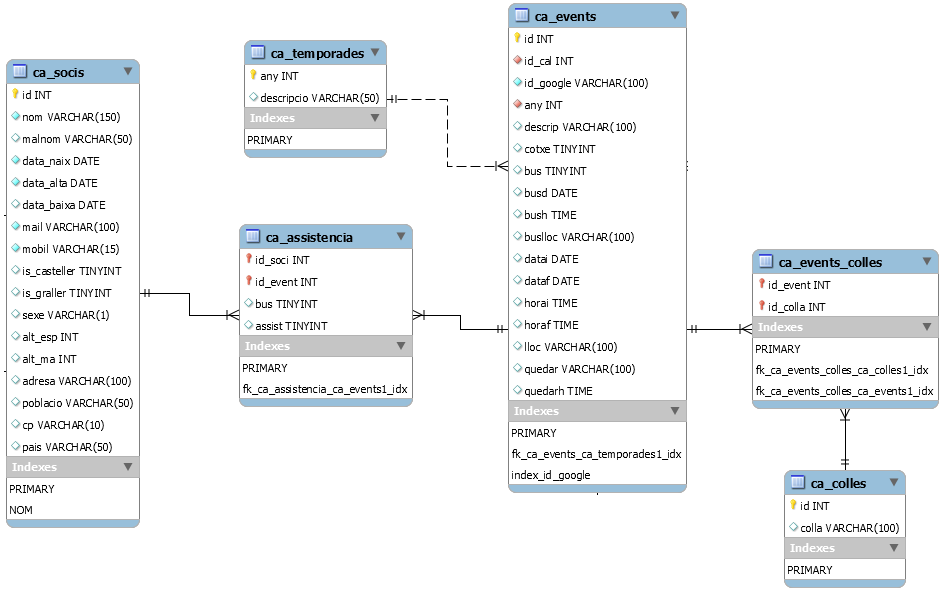 ca_socis
id INT
nom VARCHAR(150)
malnom VARCHAR(50)
data_naix DATE
data_alta DATE
data_baixa DATE
mail VARCHAR(100)
mobil VARCHAR(15)
is_casteller TINYINT
is_graller TINYINT
sexe VARCHAR(1)
alt_esp INT
alt_ma INT
adresa VARCHAR(100)
poblacio VARCHAR(50)
cp VARCHAR(10)
pais VARCHAR(50)
Indexes
PRIMARY
NOM
ca_temporades
any INT
descripcio VARCHAR(50)
Indexes
PRIMARY
ca_assistencia
id_soci INT
id_event INT
bus TINYINT
assist TINYINT
Indexes
PRIMARY
fk_ca_assistencia_ca_events1_idx
ca_events
id INT
id_cal INT
id_google VARCHAR(100)
any INT
descrip VARCHAR(100)
cotxe TINYINT
bus TINYINT
busd DATE
bush TIME
buslloc VARCHAR(100)
datai DATE
dataf DATE
horai TIME
horaf TIME
lloc VARCHAR(100)
quedar VARCHAR(100)
quedarh TIME
Indexes
PRIMARY
fk_ca_events_ca_temporades1_idx
index_id_google
ca_events_colles
id_event INT
id_colla INT
Indexes
PRIMARY
fk_ca_events_colles_ca_colles1_idx
fk_ca_events_colles_ca_events1_idx
ca_colles
id INT
colla VARCHAR(100)
Indexes
PRIMARY